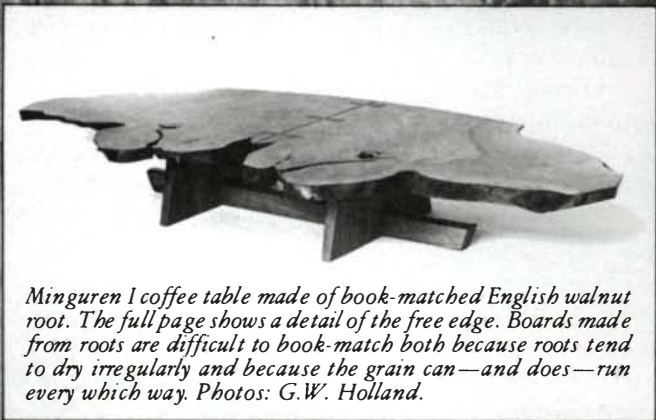 Minguren I coffee table made of book-matched English walnut
root. The full page shows a detail of the free edge. Boards made
from roots are difficult to book-match both because roots tend
to dry irregularly and because the grain can—and does—run
every which way. Photos: G.W. Holland.